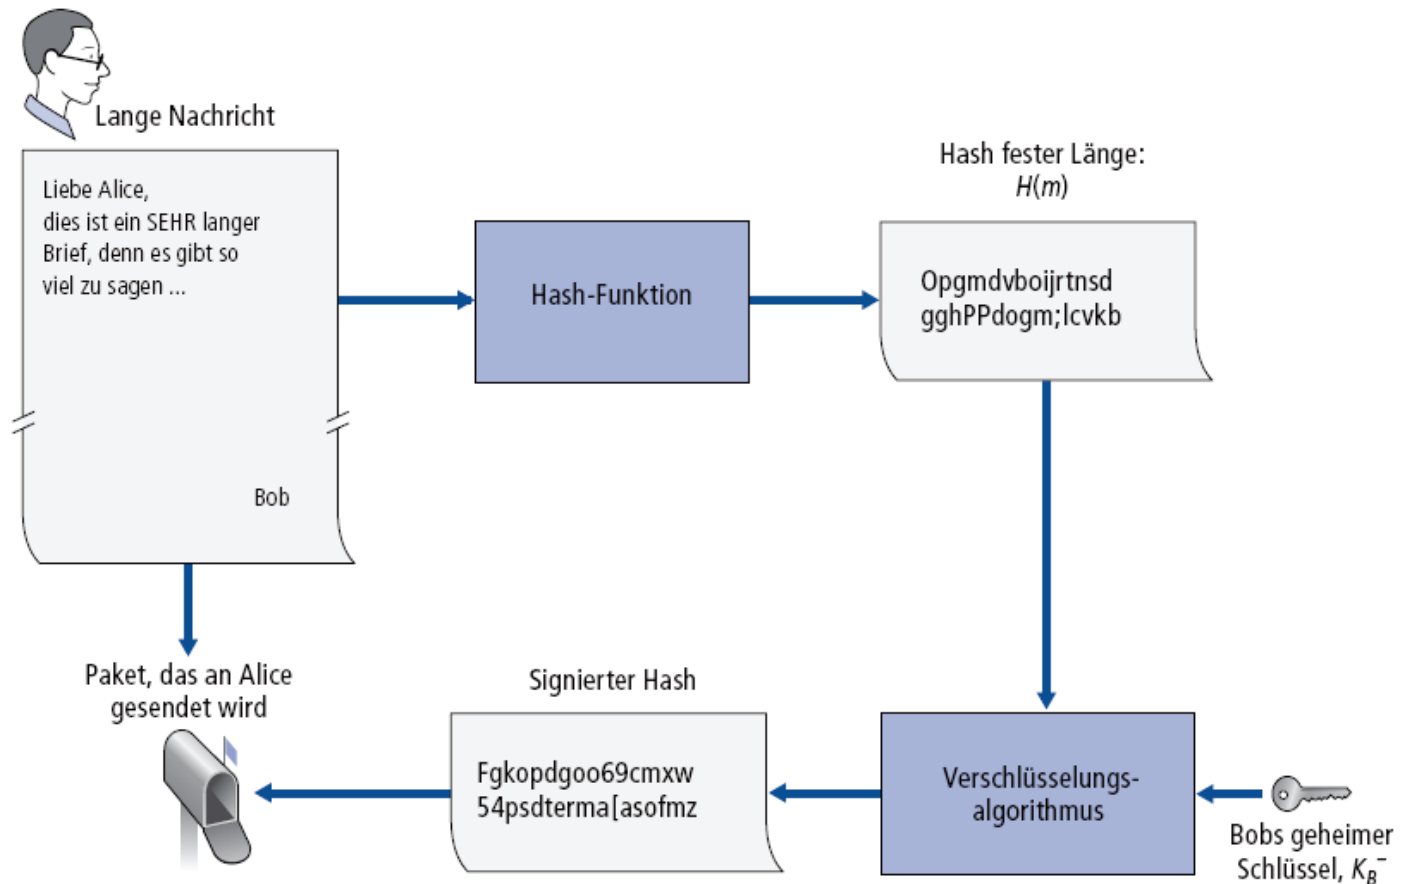 Lange Nachricht
Liebe Alice,
dies ist ein SEHR langer
Brief, denn es gibt so
viel zu sagen ...
Bob
Hash-Funktion
Hash fester Länge:
H(m)
Opgmdvboijrtnsd
gghPPdogm;lcvkb
Paket, das an Alice
gesendet wird
Signierter Hash
Fgkopdgoo69cmxw
54psdterma[asofmz
Verschlüsselungs-
algorithmus
Bobs geheimer
Schlüssel, K_B^−